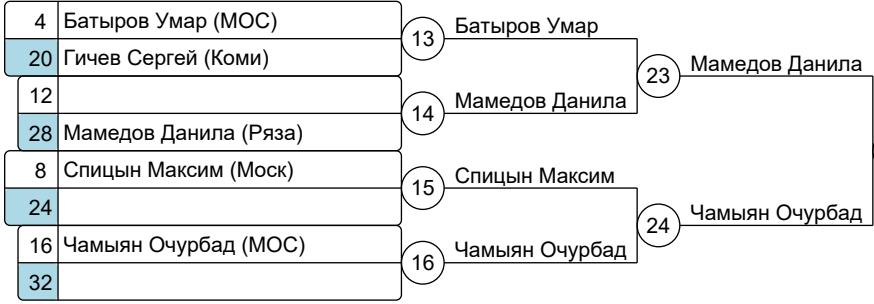 4 Батыров Умар (МОС)
20 Гичев Сергей (Коми)
12
28 Мамедов Данила (Ряза)
8 Спицын Максим (Моск)
24
16 Чамыян Очурбад (МОС)
32
13 Батыров Умар
14 Мамедов Данила
15 Спицын Максим
16 Чамыян Очурбад
23 Мамедов Данила
24 Чамыян Очурбад